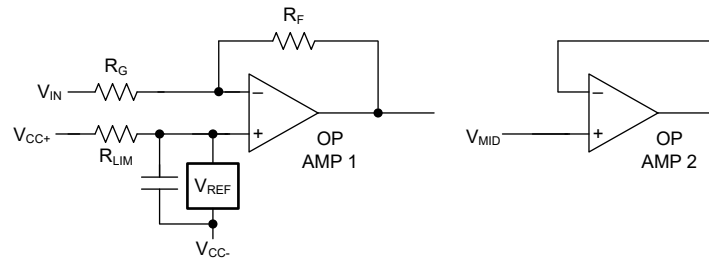 R_F
R_G
V_IN
−
−
V_CC+
R_LIM
+
OP
AMP 1
V_MID
+
OP
AMP 2
V_REF
V_CC-